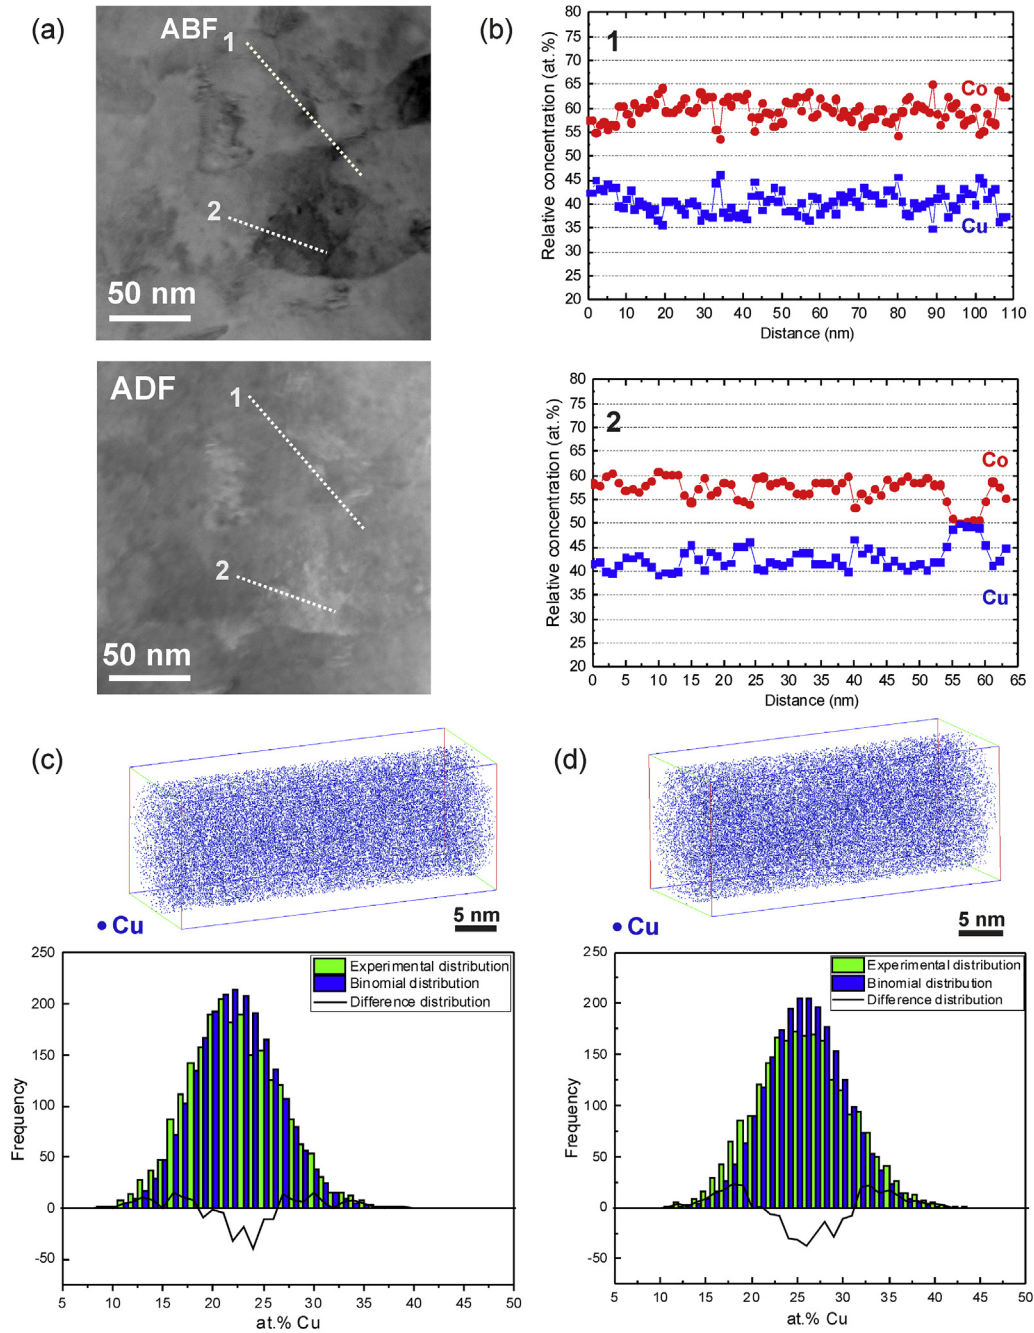 (a)
ABF
1
2
50 nm
ADF
1
2
50 nm
(b)
1
Co
Cu
Relative concentration (at.%)
80
75
70
65
60
55
50
45
40
35
30
25
20
0 10 20 30 40 50 60 70 80 90 100 110
Distance (nm)
2
Co
Cu
Relative concentration (at.%)
80
75
70
65
60
55
50
45
40
35
30
25
20
0 5 10 15 20 25 30 35 40 45 50 55 60 65
Distance (nm)
(c)
• Cu
5 nm
Experimental distribution
Binomial distribution
Difference distribution
Frequency
250
200
150
100
50
0
-50
5 10 15 20 25 30 35 40 45 50
at.% Cu
(d)
• Cu
5 nm
Experimental distribution
Binomial distribution
Difference distribution
Frequency
250
200
150
100
50
0
-50
5 10 15 20 25 30 35 40 45 50
at.% Cu